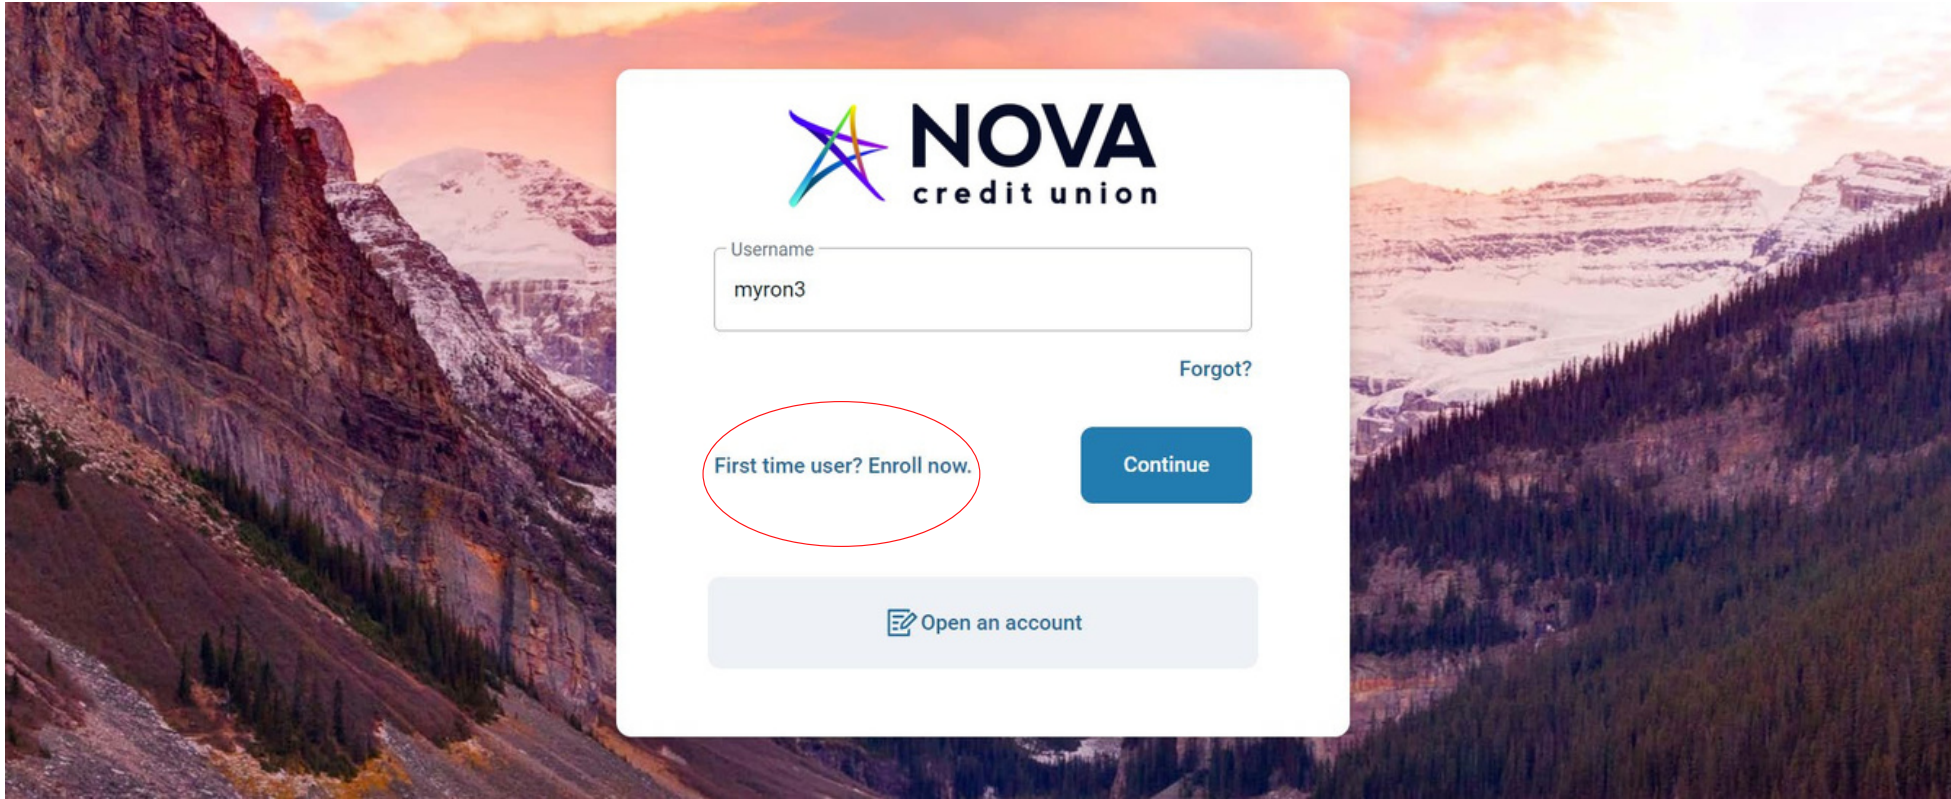 NOVA
credit union
Username
myron3
Forgot?
First time user? Enroll now.
Continue
Open an account